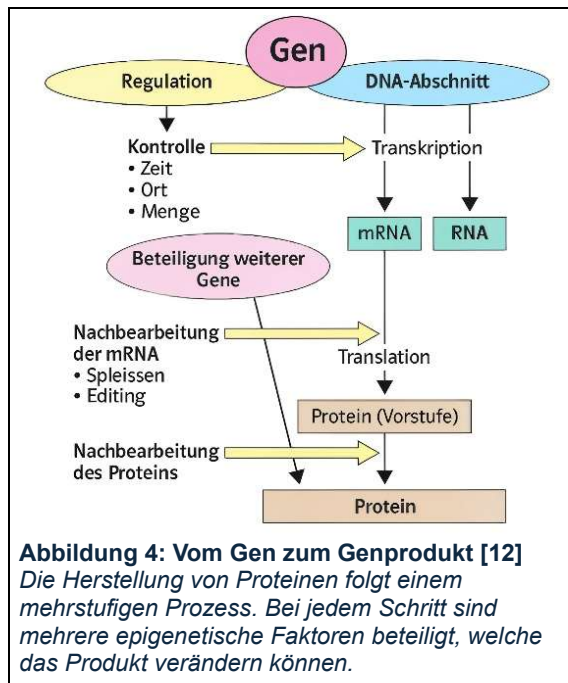 Gen
Regulation
DNA-Abschnitt
Kontrolle
• Zeit
• Ort
• Menge
Transkription
mRNA
RNA
Beteiligung weiterer
Gene
Nachbearbeitung
der mRNA
• Spleissen
• Editing
Translation
Protein (Vorstufe)
Nachbearbeitung
des Proteins
Protein
Abbildung 4: Vom Gen zum Genprodukt [12]
Die Herstellung von Proteinen folgt einem
mehrstufigen Prozess. Bei jedem Schritt sind
mehrere epigenetische Faktoren beteiligt, welche
das Produkt verändern können.